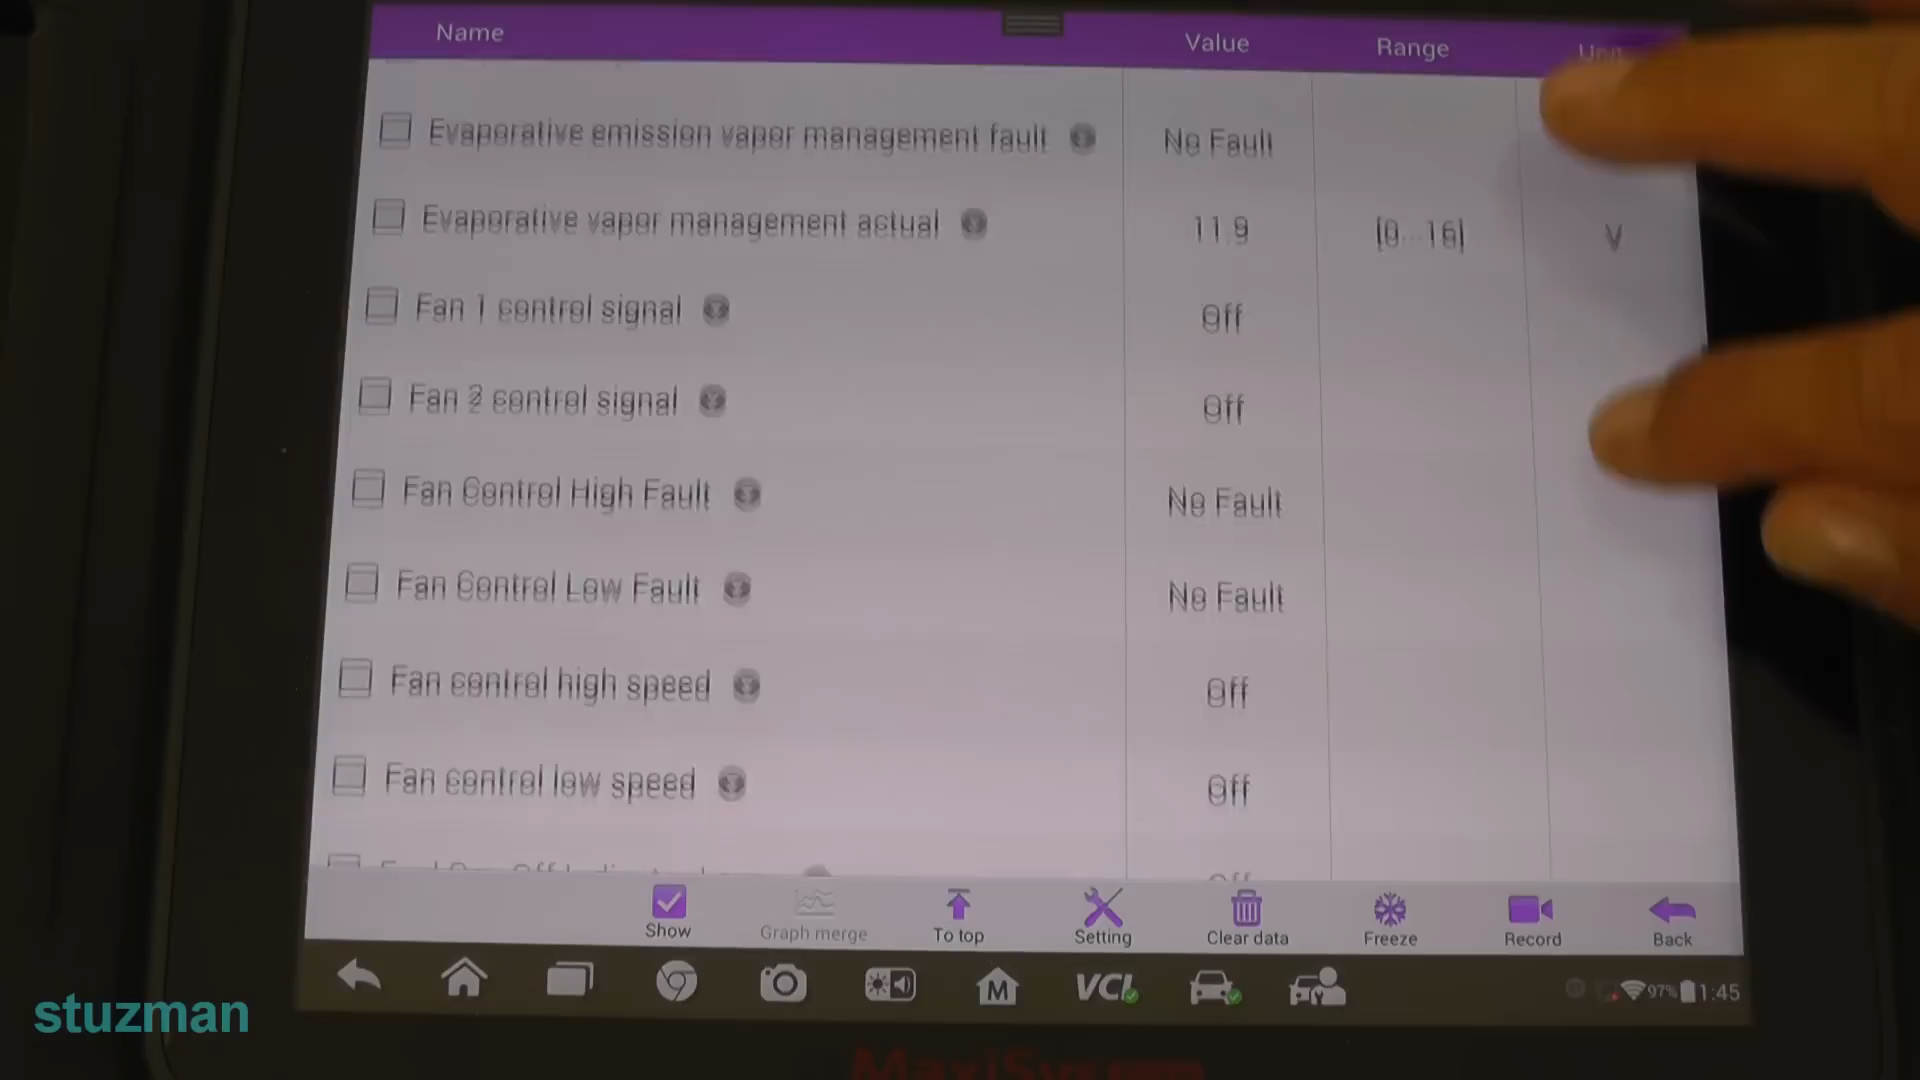 Name Value Range Unit
Evaporative emission vapor management fault No Fault
Evaporative vapor management actual 11.9 [0...16] V
Fan 1 control signal Off
Fan 2 control signal Off
Fan Control High Fault No Fault
Fan Control Low Fault No Fault
Fan control high speed Off
Fan control low speed Off
Show Graph merge To top Setting Clear data Freeze Record Back
M VCI 97% 1:45
stuzman
MaxiSys